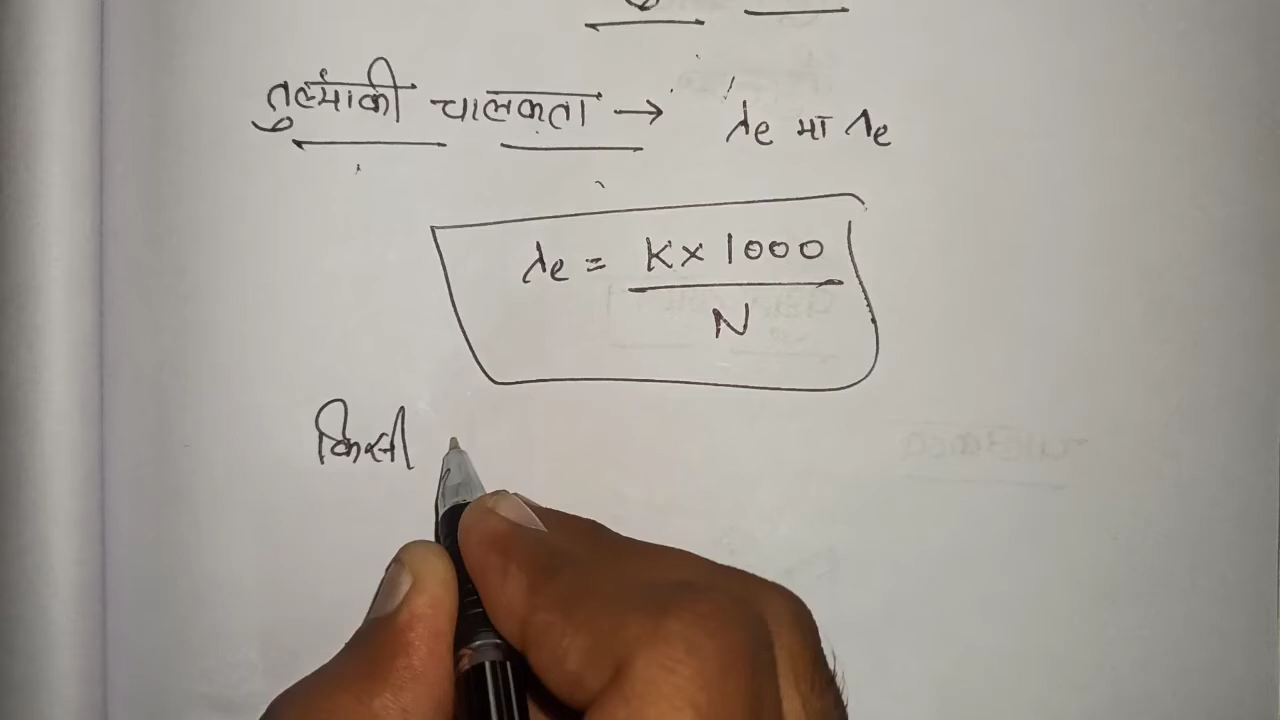 तुल्यांकी चालकता → λe या Λe
λe = K× 1000 / N
किसी